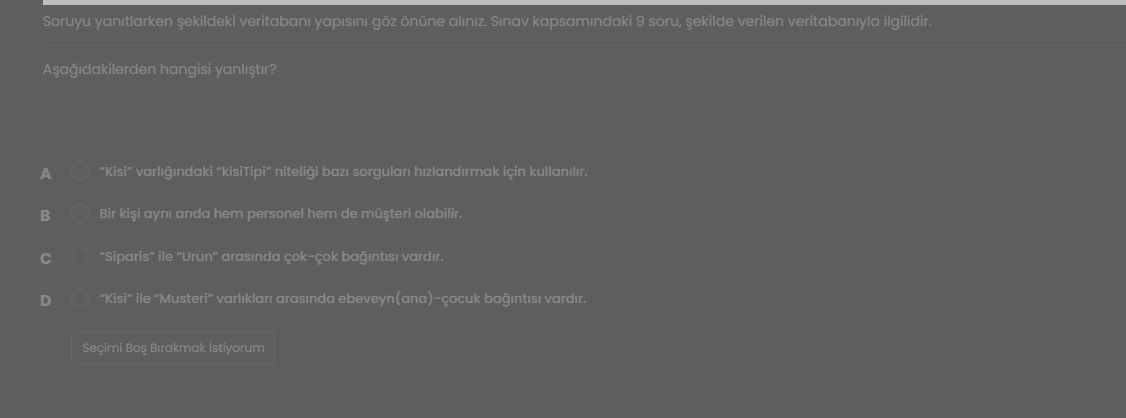 Soruyu yanıtlarken şekildeki veritabanı yapısını göz önüne alınız. Sınav kapsamındaki 9 soru, şekilde verilen veritabanıyla ilgilidir.
Aşağıdakilerden hangisi yanlıştır?
A "Kisi" varlığındaki "kisiTipi" niteliği bazı sorguları hızlandırmak için kullanılır.
B Bir kişi aynı anda hem personel hem de müşteri olabilir.
C "Siparis" ile "Urun" arasında çok-çok bağıntısı vardır.
D "Kisi" ile "Musteri" varlıkları arasında ebeveyn(ana)-çocuk bağıntısı vardır.
Seçimi Boş Bırakmak İstiyorum